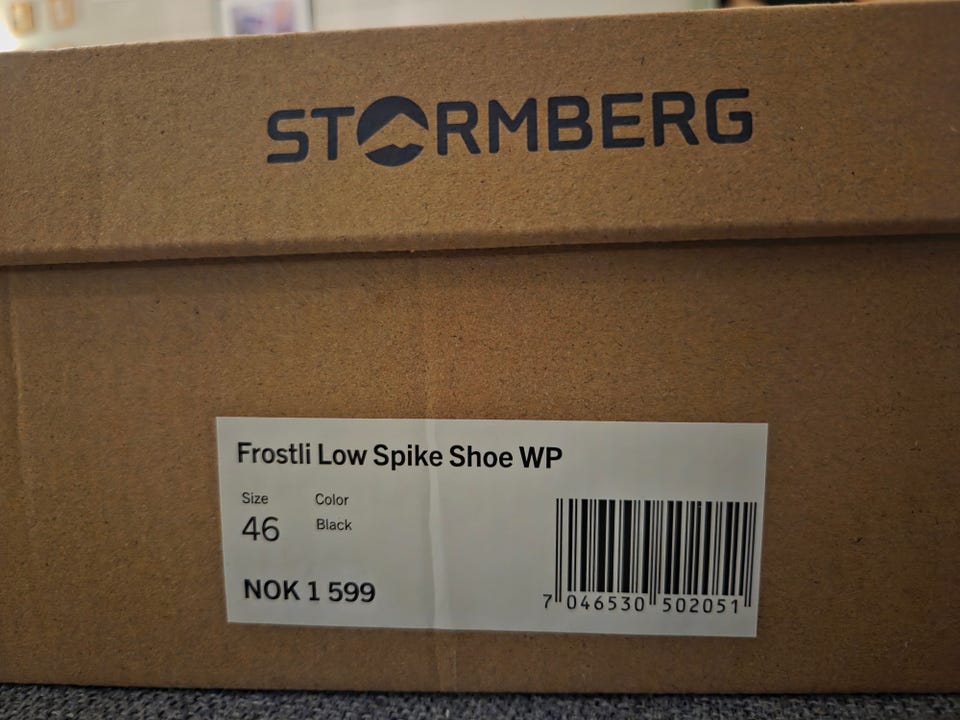 STORMBERG
Frostli Low Spike Shoe WP
Size Color
46 Black
NOK 1 599
7 046530 502051